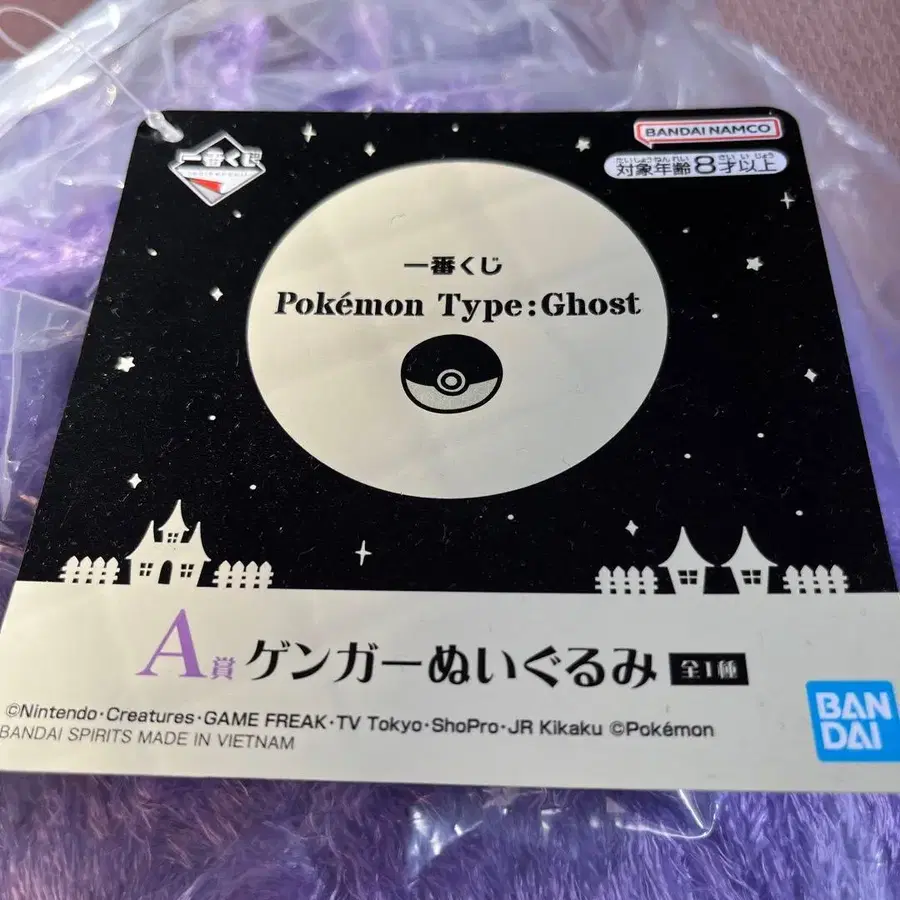 一番くじ
BANDAI NAMCO
たいしょうねんれい さい いじょう
対象年齢8才以上
一番くじ
Pokémon Type:Ghost
A賞 ゲンガーぬいぐるみ 全1種
©Nintendo・Creatures・GAME FREAK・TV Tokyo・ShoPro・JR Kikaku ©Pokémon
BANDAI SPIRITS MADE IN VIETNAM
BAN
DAI